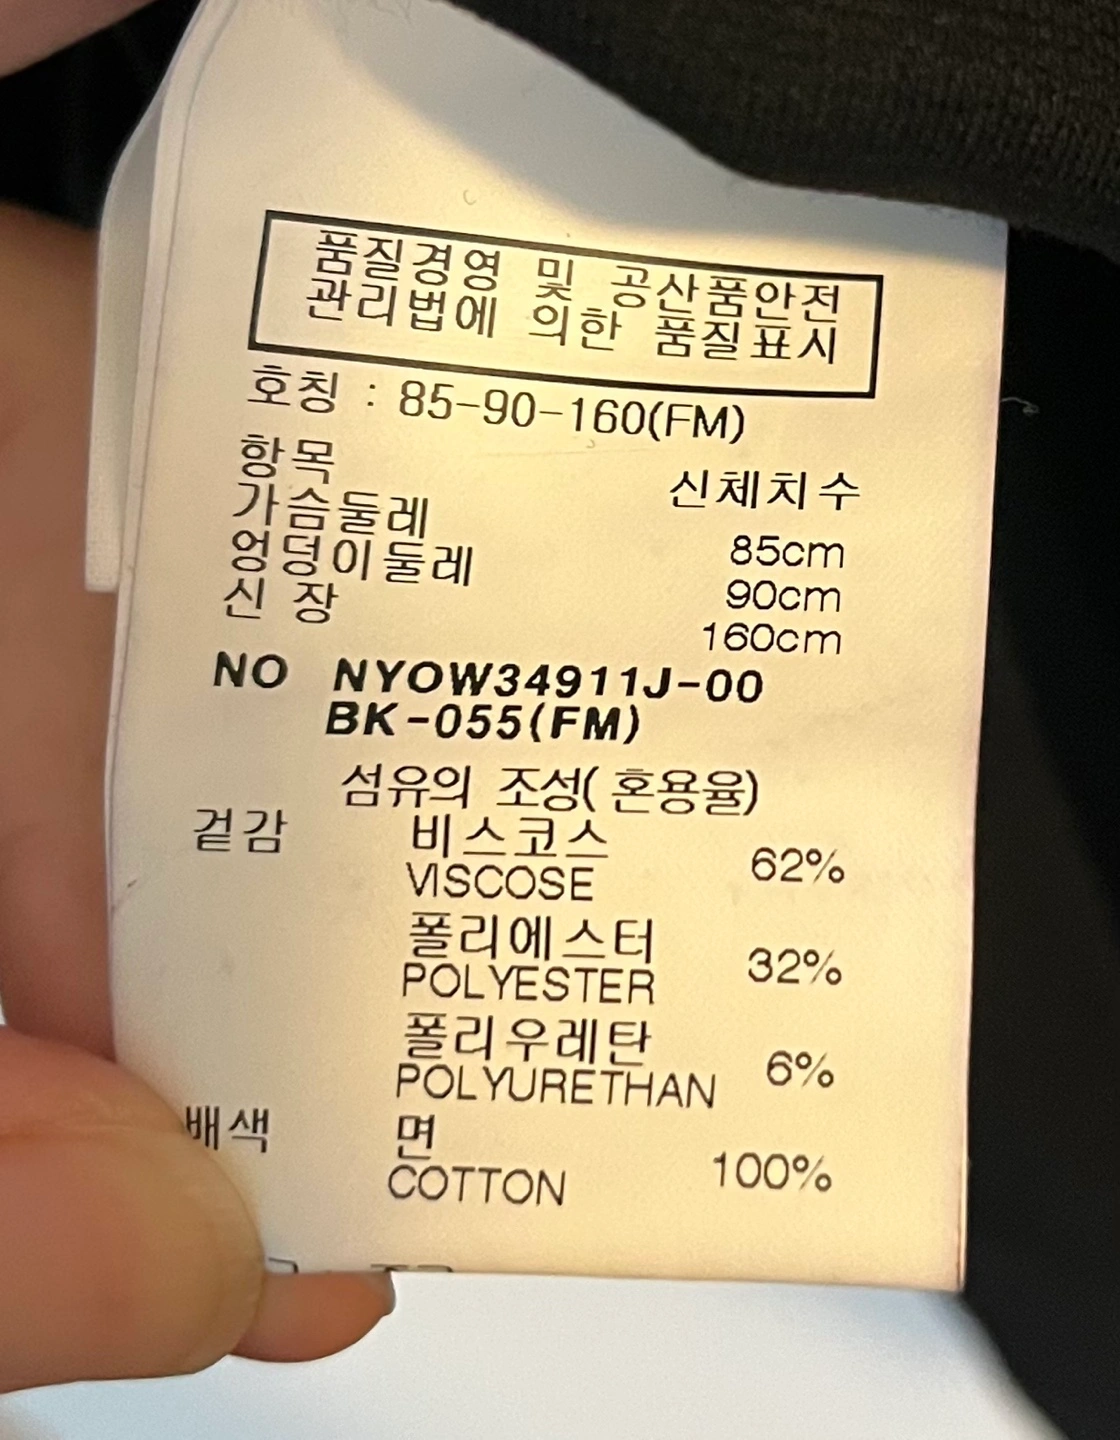 품질경영 및 공산품안전
관리법에 의한 품질표시
호칭 : 85-90-160(FM)
항목 신체치수
가슴둘레 85cm
엉덩이둘레 90cm
신 장 160cm
NO NYOW34911J-00
BK-055(FM)
섬유의 조성( 혼용율)
겉감 비스코스 62%
VISCOSE
폴리에스터 32%
POLYESTER
폴리우레탄 6%
POLYURETHAN
배색 면 100%
COTTON